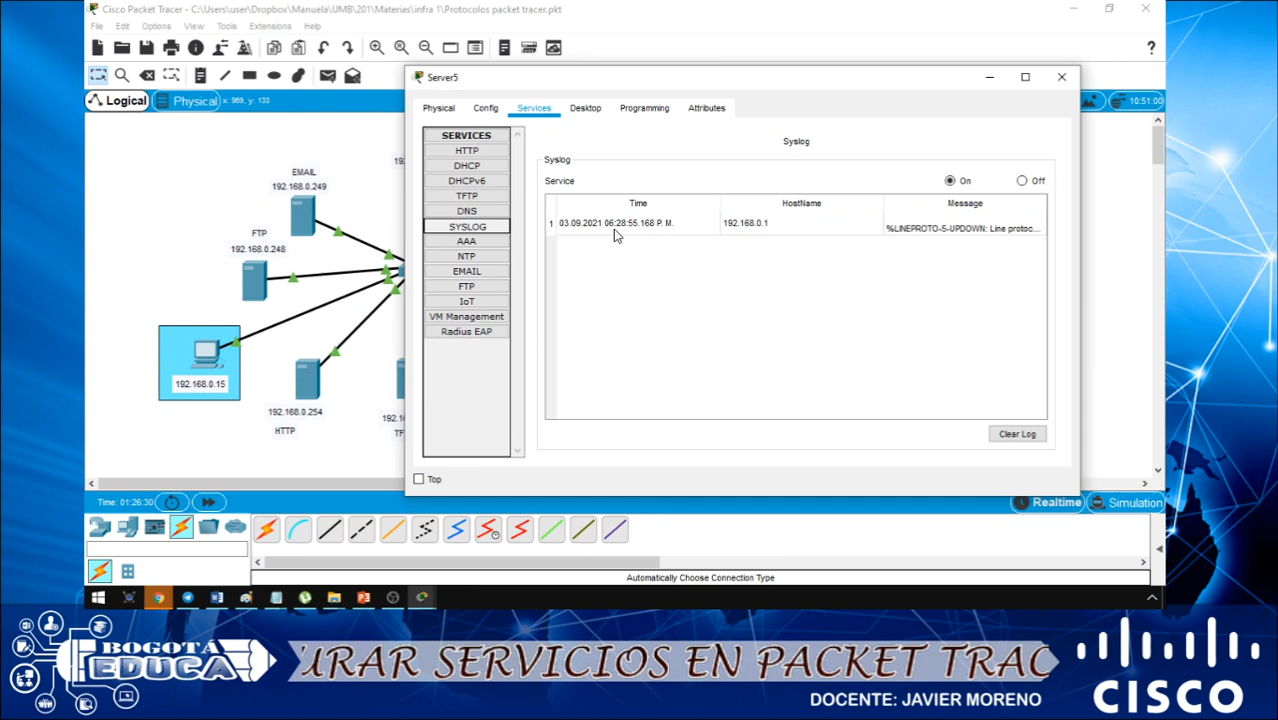 Cisco Packet Tracer - C:\Users\user\Dropbox\Manuela\UMB\201\Materias\infra 1\Protocolos packet tracer.pkt
File Edit Options View Tools Extensions Help
?
Logical
Physical
x: 969, y: 133
10:51:00
EMAIL
192.168.0.249
FTP
192.168.0.248
192.168.0.15
192.168.0.254
HTTP
Server5
Physical Config Services Desktop Programming Attributes
SERVICES
HTTP
DHCP
DHCPv6
TFTP
DNS
SYSLOG
AAA
NTP
EMAIL
FTP
IoT
VM Management
Radius EAP
Syslog
Syslog
Service
On
Off
Time HostName Message
1 03.09.2021 06:28:55.168 P. M. 192.168.0.1 %LINEPROTO-5-UPDOWN: Line protoc...
Clear Log
Top
Time: 01:26:30
Realtime
Simulation
Automatically Choose Connection Type
BOGOTÁ
EDUCA
URAR SERVICIOS EN PACKET TRAC
DOCENTE: JAVIER MORENO
CISCO